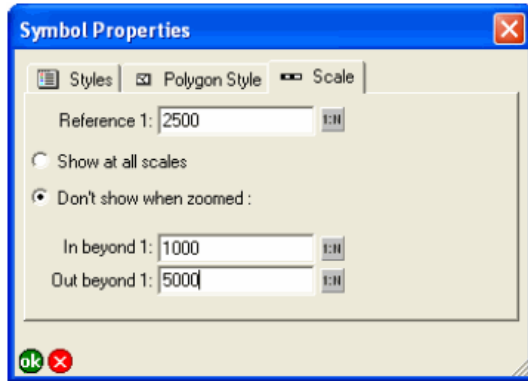 Symbol Properties
Styles Polygon Style Scale
Reference 1: 2500 1:N
Show at all scales
Don't show when zoomed :
In beyond 1: 1000 1:N
Out beyond 1: 5000 1:N
ok